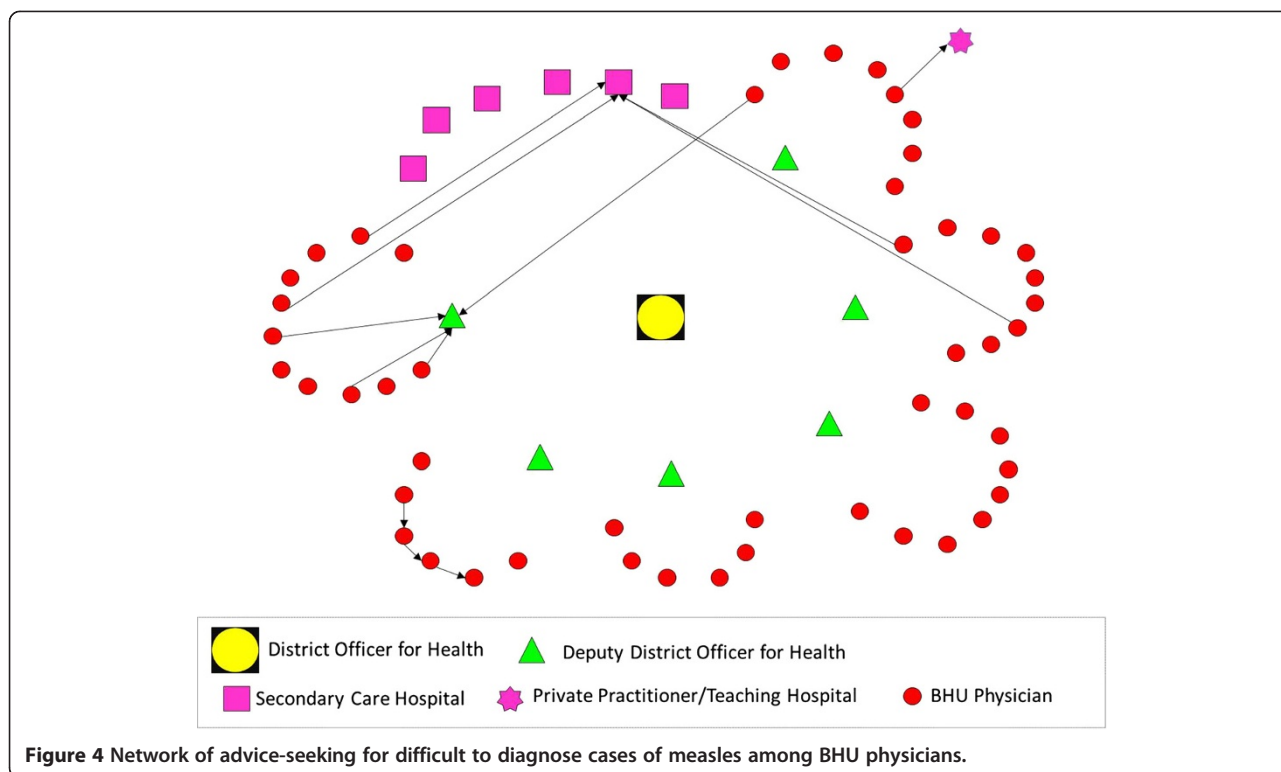 District Officer for Health
Deputy District Officer for Health
Secondary Care Hospital
Private Practitioner/Teaching Hospital
BHU Physician
Figure 4 Network of advice-seeking for difficult to diagnose cases of measles among BHU physicians.